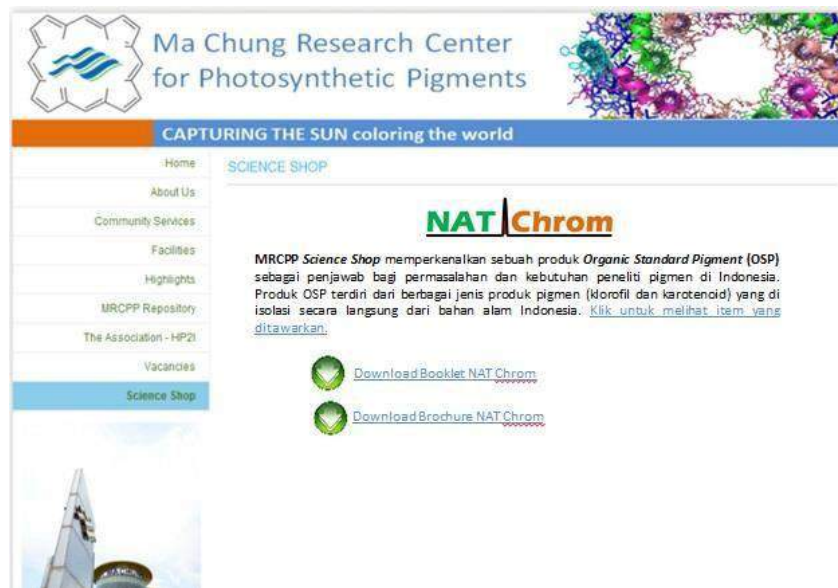 Ma Chung Research Center
for Photosynthetic Pigments
CAPTURING THE SUN coloring the world
Home
About Us
Community Services
Facilities
Highlights
MRCPP Repository
The Association - HP2I
Vacancies
Science Shop
SCIENCE SHOP
NAT Chrom
MRCPP Science Shop memperkenalkan sebuah produk Organic Standard Pigment (OSP)
sebagai penjawab bagi permasalahan dan kebutuhan peneliti pigmen di Indonesia.
Produk OSP terdiri dari berbagai jenis produk pigmen (klorofil dan karotenoid) yang di
isolasi secara langsung dari bahan alam Indonesia. Klik untuk melihat item yang
ditawarkan.
Download Booklet NAT Chrom
Download Brochure NAT Chrom
MA CHUNG